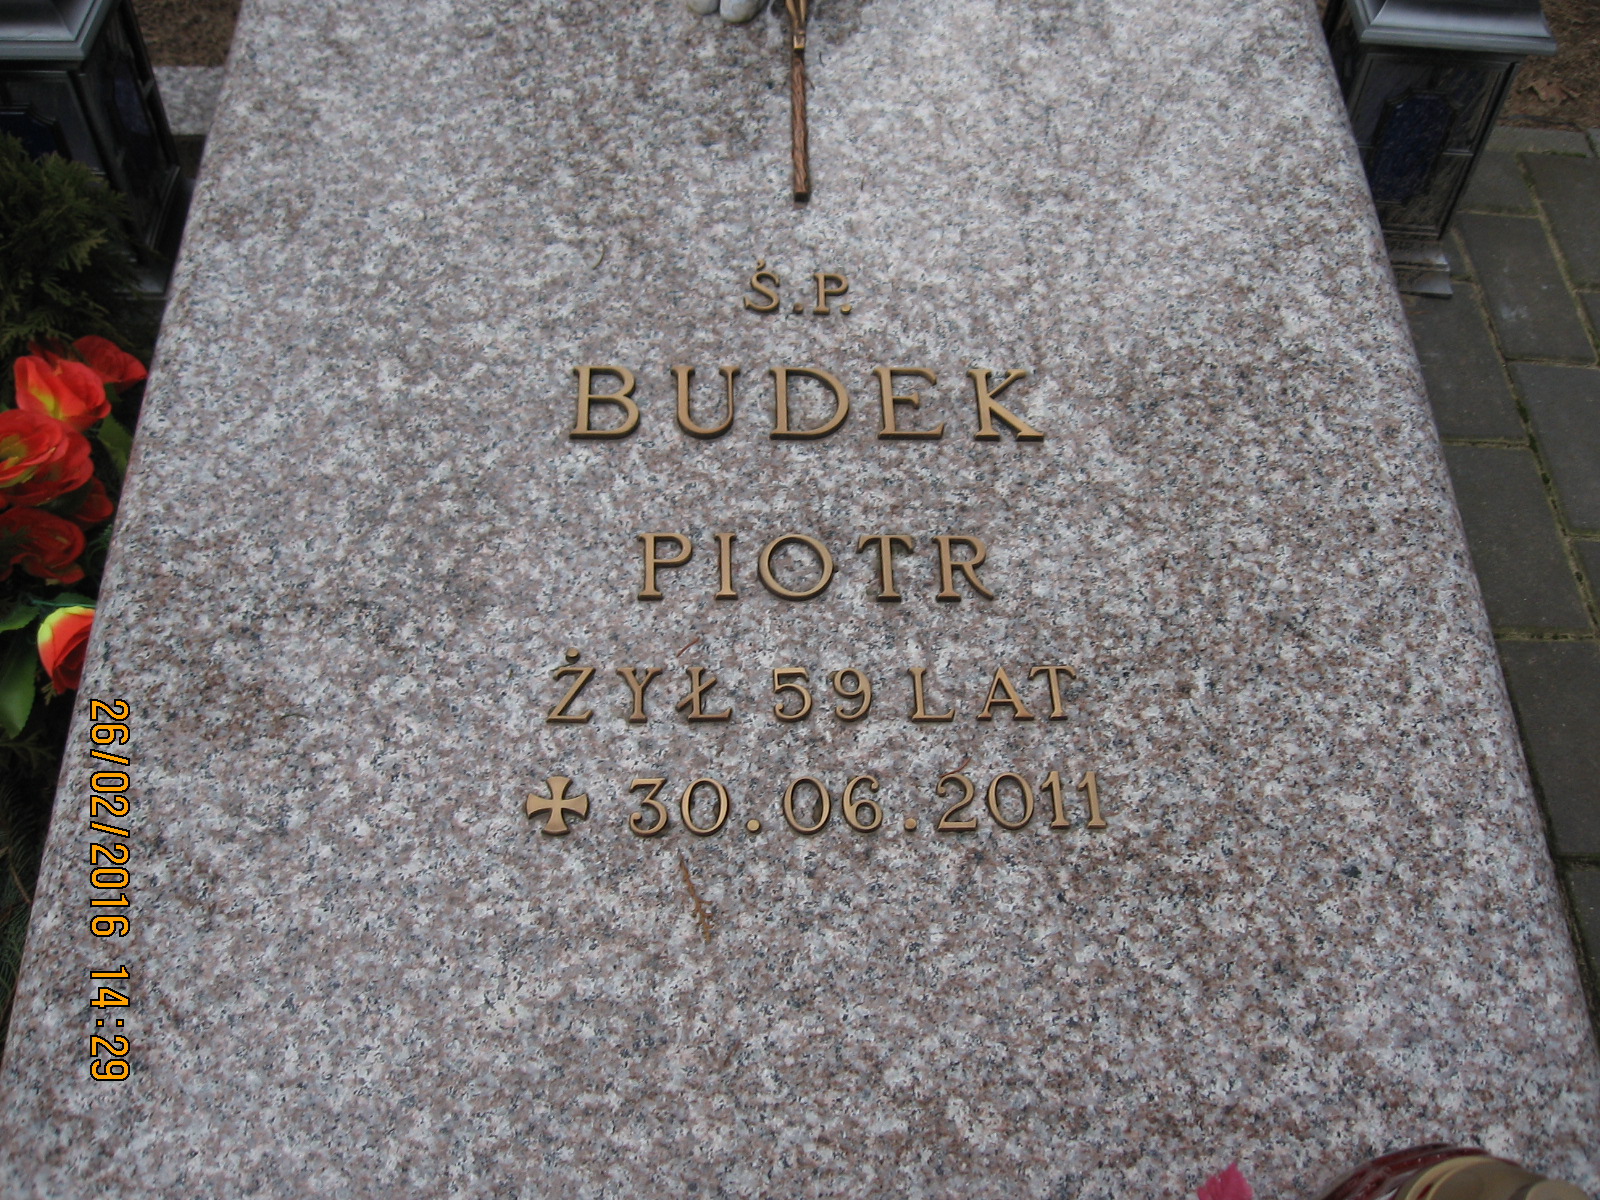 Ś.P.
BUDEK
PIOTR
ŻYŁ 59 LAT
30.06.2011
26/02/2016 14:29